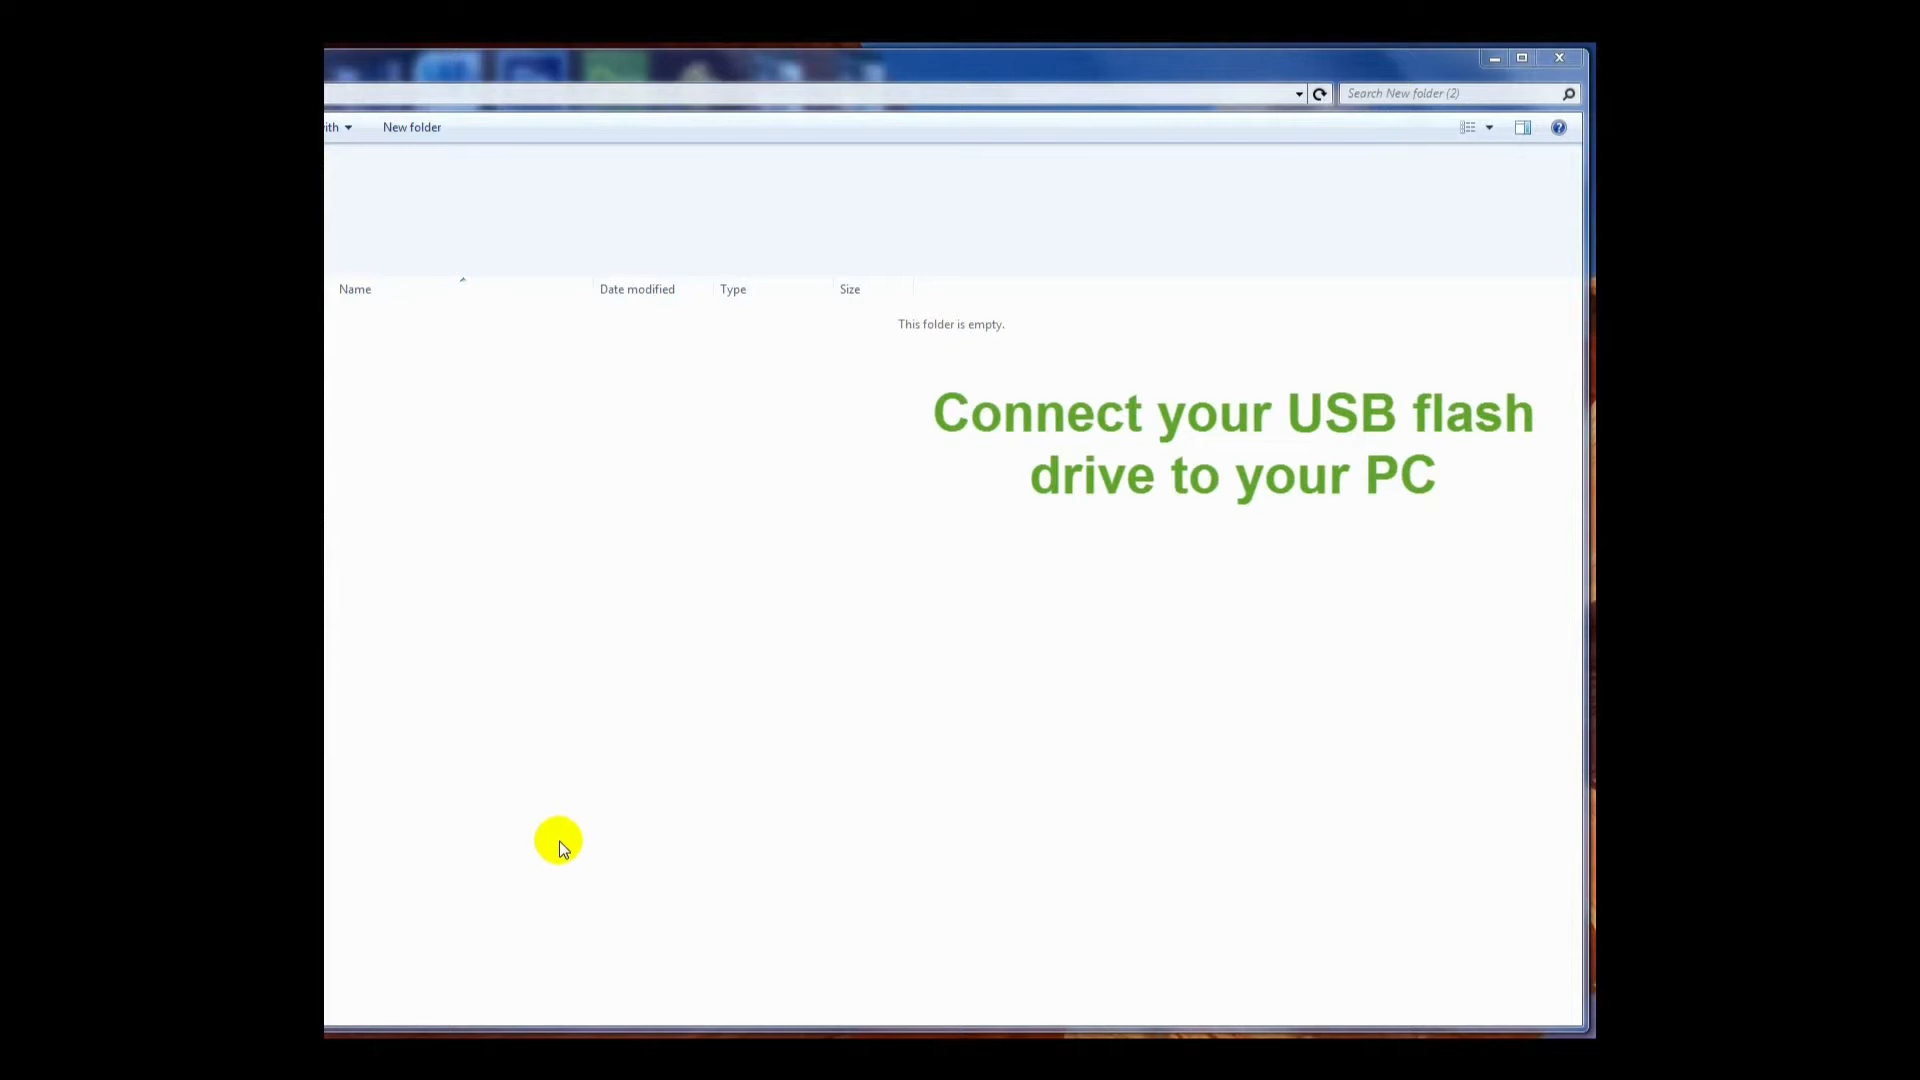 Search New folder (2)
ith
New folder
Name
Date modified
Type
Size
This folder is empty.
Connect your USB flash
drive to your PC